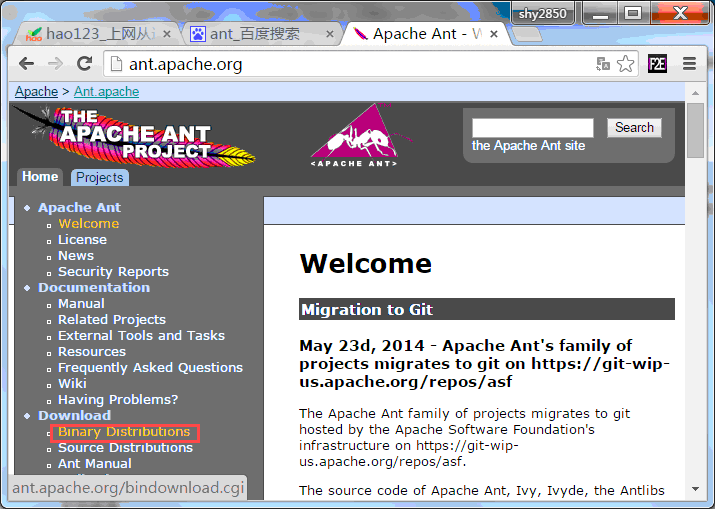 shy2850
hao123_上网从
ant_百度搜索
Apache Ant - W
ant.apache.org
F2E
Apache > Ant.apache
THE
APACHE ANT
PROJECT
<APACHE ANT>
Search
the Apache Ant site
Home
Projects
Apache Ant
Welcome
License
News
Security Reports
Documentation
Manual
Related Projects
External Tools and Tasks
Resources
Frequently Asked Questions
Wiki
Having Problems?
Download
Binary Distributions
Source Distributions
Ant Manual
ant.apache.org/bindownload.cgi
Welcome
Migration to Git
May 23d, 2014 - Apache Ant's family of
projects migrates to git on https://git-wip-
us.apache.org/repos/asf
The Apache Ant family of projects migrates to git
hosted by the Apache Software Foundation's
infrastructure on https://git-wip-
us.apache.org/repos/asf.
The source code of Apache Ant, Ivy, Ivyde, the Antlibs